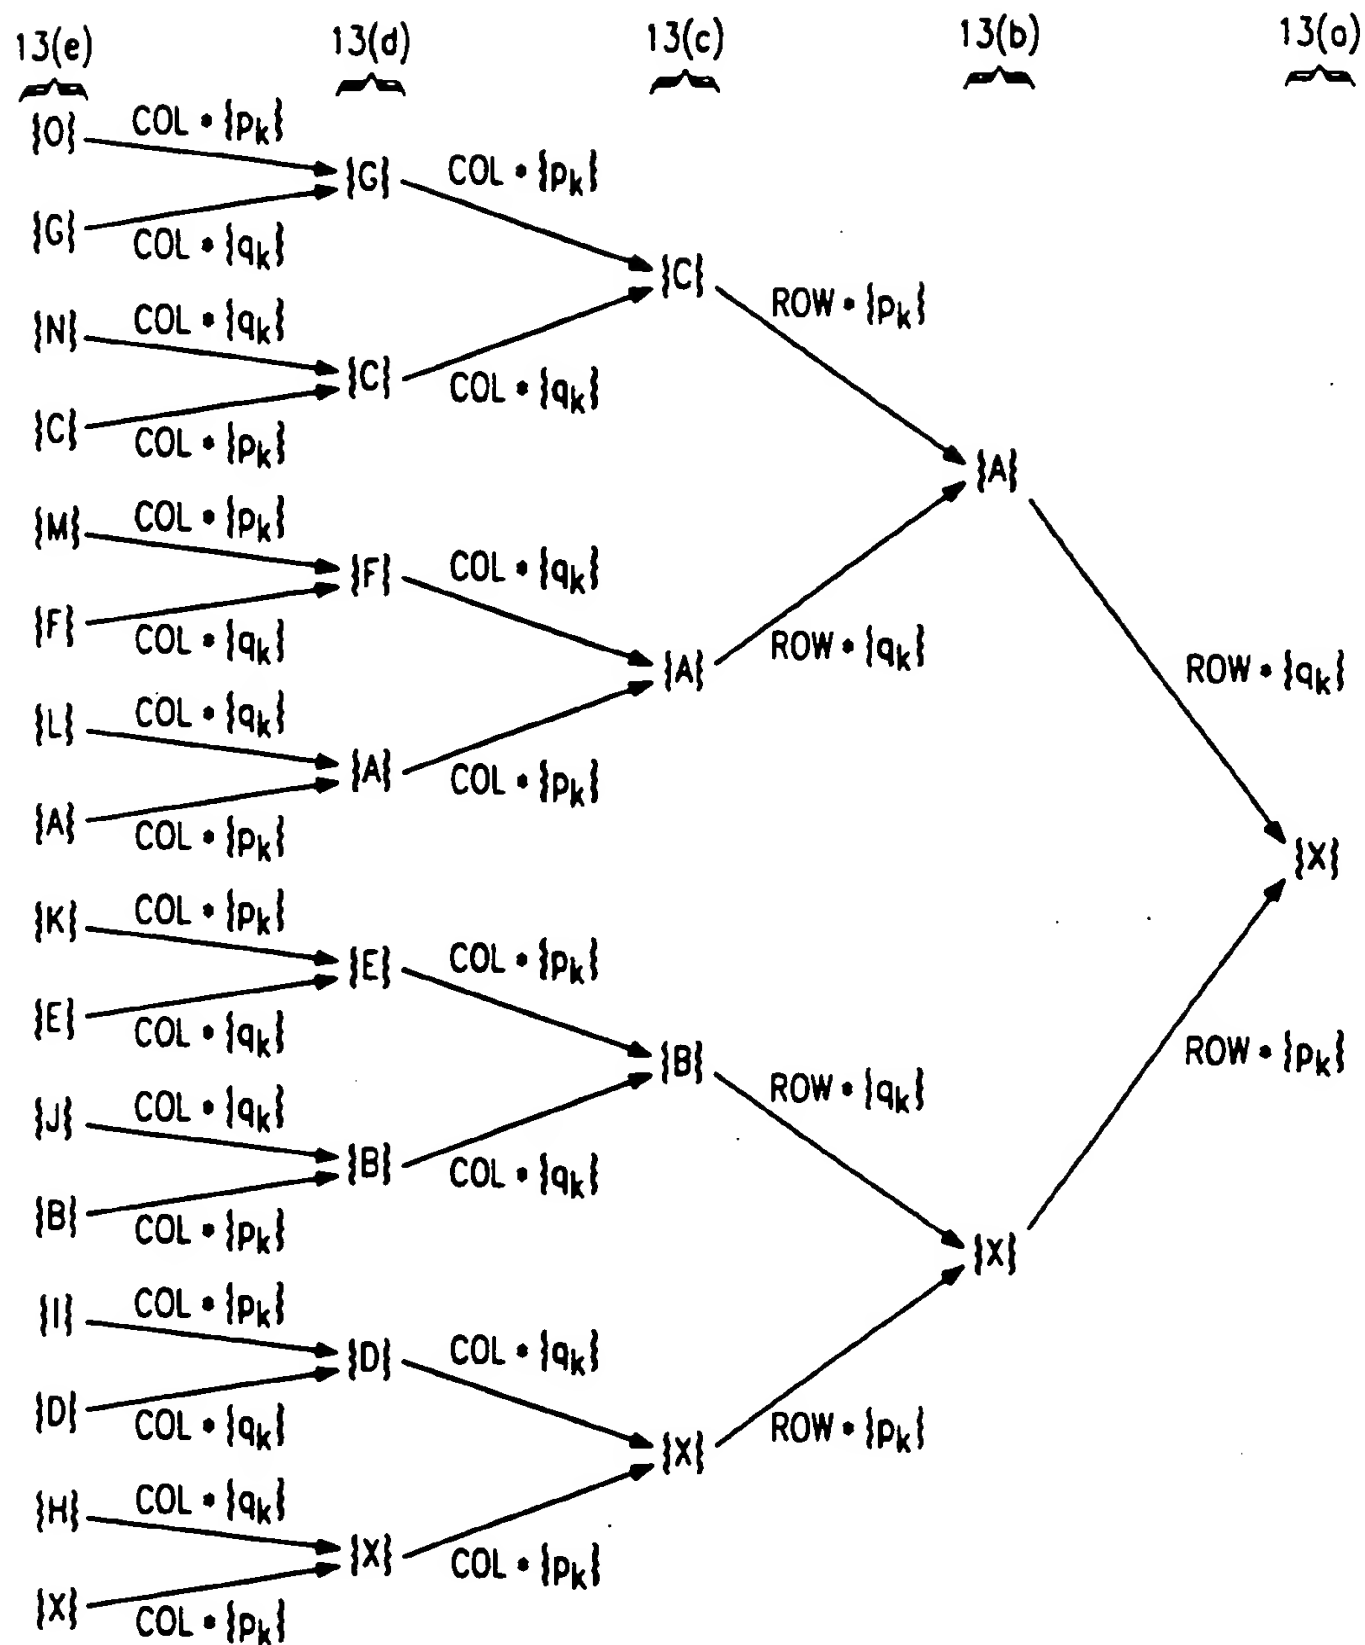 13(e) 13(d) 13(c) 13(b) 13(a)
{O} COL * {pk}
{G} COL * {pk}
{G} COL * {qk}
{C}
{N} COL * {qk} ROW * {pk}
{C} COL * {qk}
{C} COL * {pk}
{A}
{M} COL * {pk}
{F} COL * {qk}
{F} COL * {qk} ROW * {qk}
{A} ROW * {qk}
{L} COL * {qk}
{A} COL * {pk}
{A} COL * {pk}
{X}
{K} COL * {pk}
{E} COL * {pk}
{E} COL * {qk}
{B} ROW * {pk}
{J} COL * {qk} ROW * {qk}
{B} COL * {qk}
{B} COL * {pk}
{X}
{I} COL * {pk}
{D} COL * {qk}
{D} COL * {qk} ROW * {pk}
{X}
{H} COL * {qk}
{X} COL * {pk}
{X} COL * {pk}